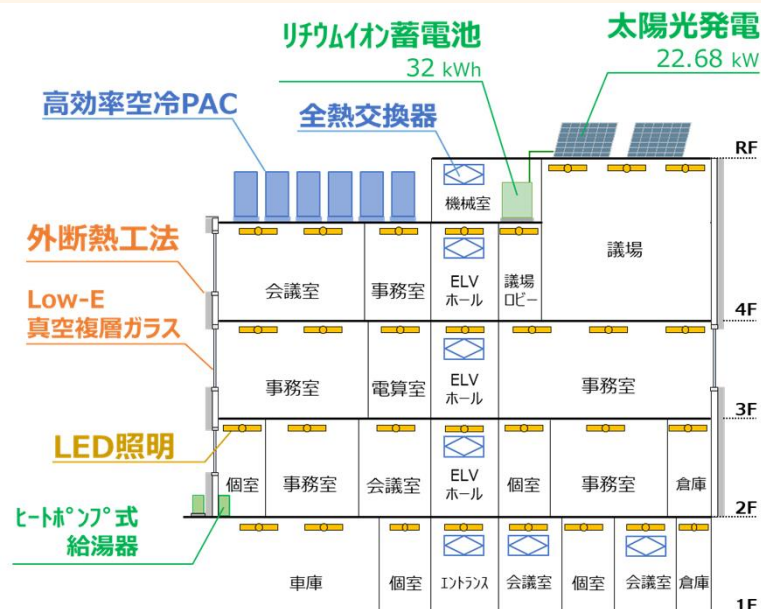 リチウムイオン蓄電池
32 kWh
太陽光発電
22.68 kW
高効率空冷PAC
全熱交換器
RF
機械室
外断熱工法
議場
会議室
事務室
ELV
ホール
議場
ロビー
Low-E
真空複層ガラス
4F
事務室
電算室
ELV
ホール
事務室
3F
LED照明
個室
事務室
会議室
ELV
ホール
個室
事務室
倉庫
2F
ヒートポンプ式
給湯器
車庫
個室
エントランス
会議室
個室
会議室
倉庫
1F